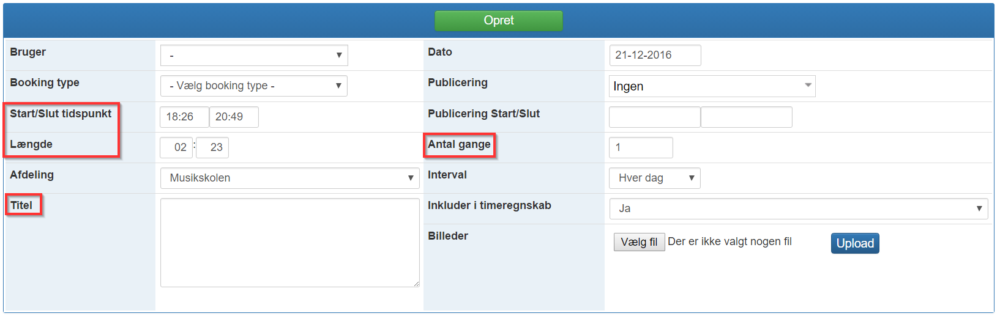 Opret
Bruger - Dato 21-12-2016
Booking type - Vælg booking type - Publicering Ingen
Start/Slut tidspunkt 18:26 20:49 Publicering Start/Slut
Længde 02 : 23 Antal gange 1
Afdeling Musikskolen Interval Hver dag
Titel Inkluder i timeregnskab Ja
Billeder Vælg fil Der er ikke valgt nogen fil Upload